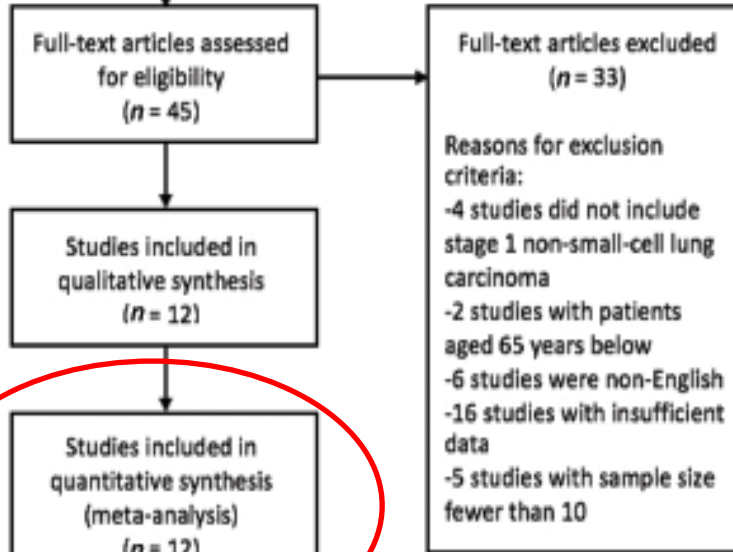 Full-text articles assessed
for eligibility
(n = 45)
Studies included in
qualitative synthesis
(n = 12)
Studies included in
quantitative synthesis
(meta-analysis)
(n = 12)
Full-text articles excluded
(n = 33)
Reasons for exclusion
criteria:
-4 studies did not include
stage 1 non-small-cell lung
carcinoma
-2 studies with patients
aged 65 years below
-6 studies were non-English
-16 studies with insufficient
data
-5 studies with sample size
fewer than 10